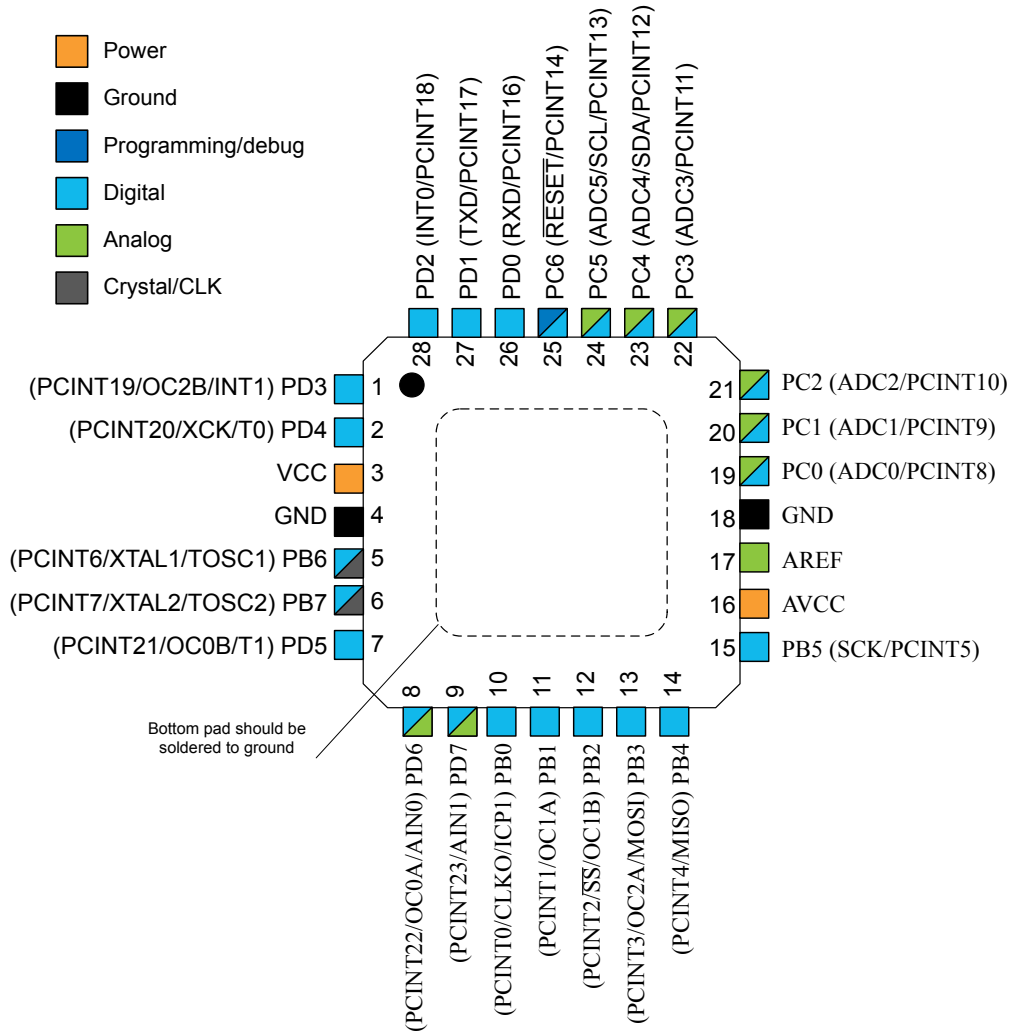 Power
Ground
Programming/debug
Digital
Analog
Crystal/CLK
PD2 (INT0/PCINT18)
PD1 (TXD/PCINT17)
PD0 (RXD/PCINT16)
PC6 (RESET/PCINT14)
PC5 (ADC5/SCL/PCINT13)
PC4 (ADC4/SDA/PCINT12)
PC3 (ADC3/PCINT11)
28
27
26
25
24
23
22
(PCINT19/OC2B/INT1) PD3
1
(PCINT20/XCK/T0) PD4
2
VCC
3
GND
4
(PCINT6/XTAL1/TOSC1) PB6
5
(PCINT7/XTAL2/TOSC2) PB7
6
(PCINT21/OC0B/T1) PD5
7
21
PC2 (ADC2/PCINT10)
20
PC1 (ADC1/PCINT9)
19
PC0 (ADC0/PCINT8)
18
GND
17
AREF
16
AVCC
15
PB5 (SCK/PCINT5)
8
9
10
11
12
13
14
Bottom pad should be
soldered to ground
(PCINT22/OC0A/AIN0) PD6
(PCINT23/AIN1) PD7
(PCINT0/CLKO/ICP1) PB0
(PCINT1/OC1A) PB1
(PCINT2/SS/OC1B) PB2
(PCINT3/OC2A/MOSI) PB3
(PCINT4/MISO) PB4